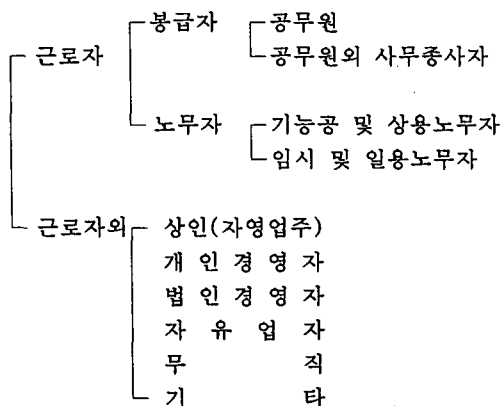 봉급자 공무원
근로자 공무원외 사무종사자
노무자 기능공 및 상용노무자
임시 및 일용노무자
근로자외 상인(자영업주)
개인경영자
법인경영자
자유업자
무직
기타